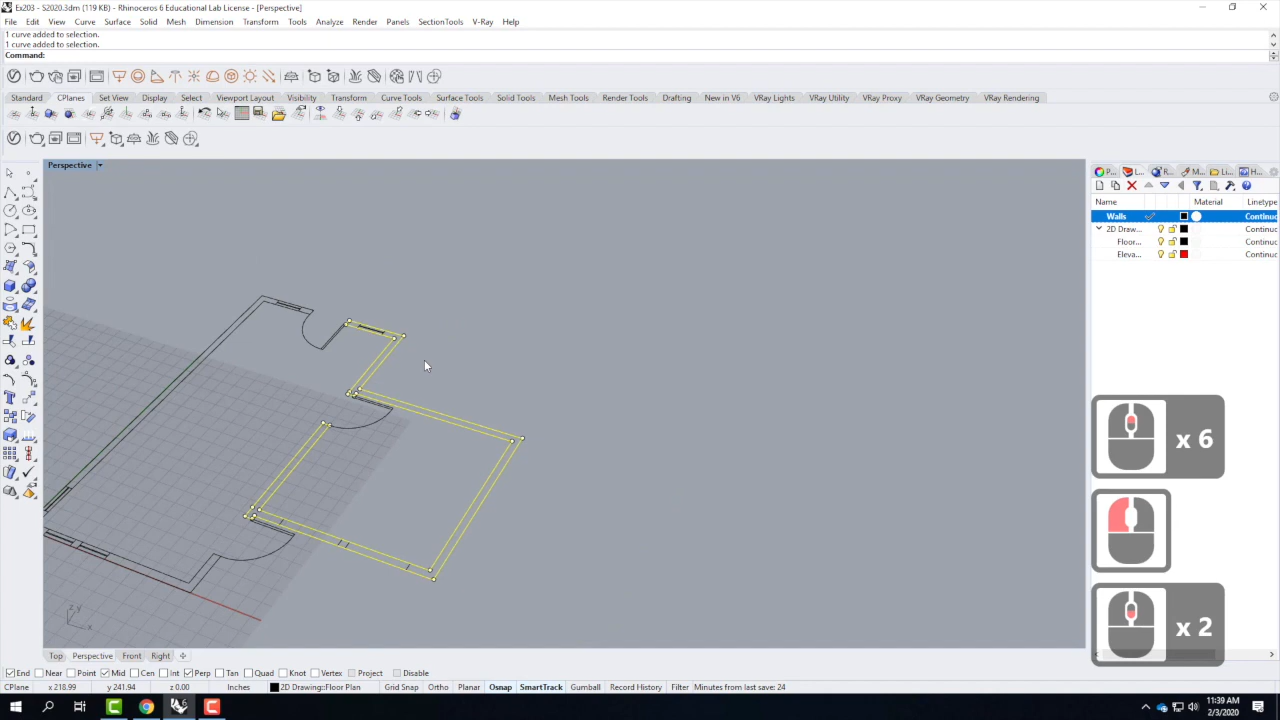 Ex203 - S2020.3dm (119 KB) - Rhinoceros 6 Educational Lab License - [Perspective]
File Edit View Curve Surface Solid Mesh Dimension Transform Tools Analyze Render Panels SectionTools V-Ray Help
1 curve added to selection.
1 curve added to selection.
Command:
Standard CPlanes Set View Display Select Viewport Layout Visibility Transform Curve Tools Surface Tools Solid Tools Mesh Tools Render Tools Drafting New in V6 VRay Lights VRay Utility VRay Proxy VRay Geometry VRay Rendering
Perspective
P... L... R... M... Li... H...
Name Material Linetype
Walls Continuc
2D Draw...
Floor... Continuc
Eleva... Continuc
x 6
x 2
z y
x
Top Perspective Front Right
End Near Point Mid Cen Int Perp Tan Quad Knot Vertex Project Disable
CPlane x 218.99 y 241.94 z 0.00 Inches 2D Drawing::Floor Plan Grid Snap Ortho Planar Osnap SmartTrack Gumball Record History Filter Minutes from last save: 24
11:39 AM
2/3/2020